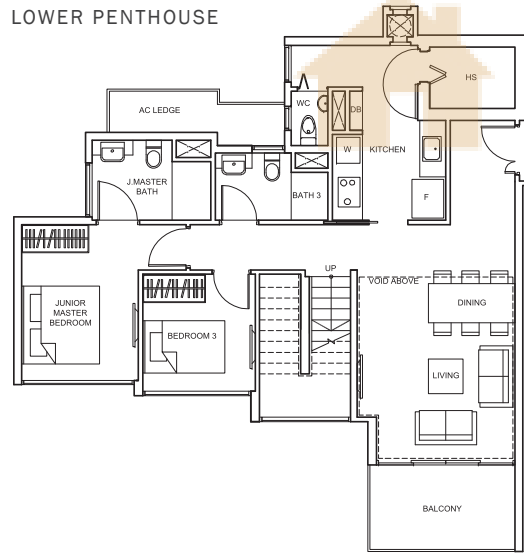 LOWER PENTHOUSE
HS
AC LEDGE
WC
DB
W
KITCHEN
J.MASTER
BATH
BATH 3
F
UP
VOID ABOVE
DINING
JUNIOR
MASTER
BEDROOM
BEDROOM 3
LIVING
BALCONY